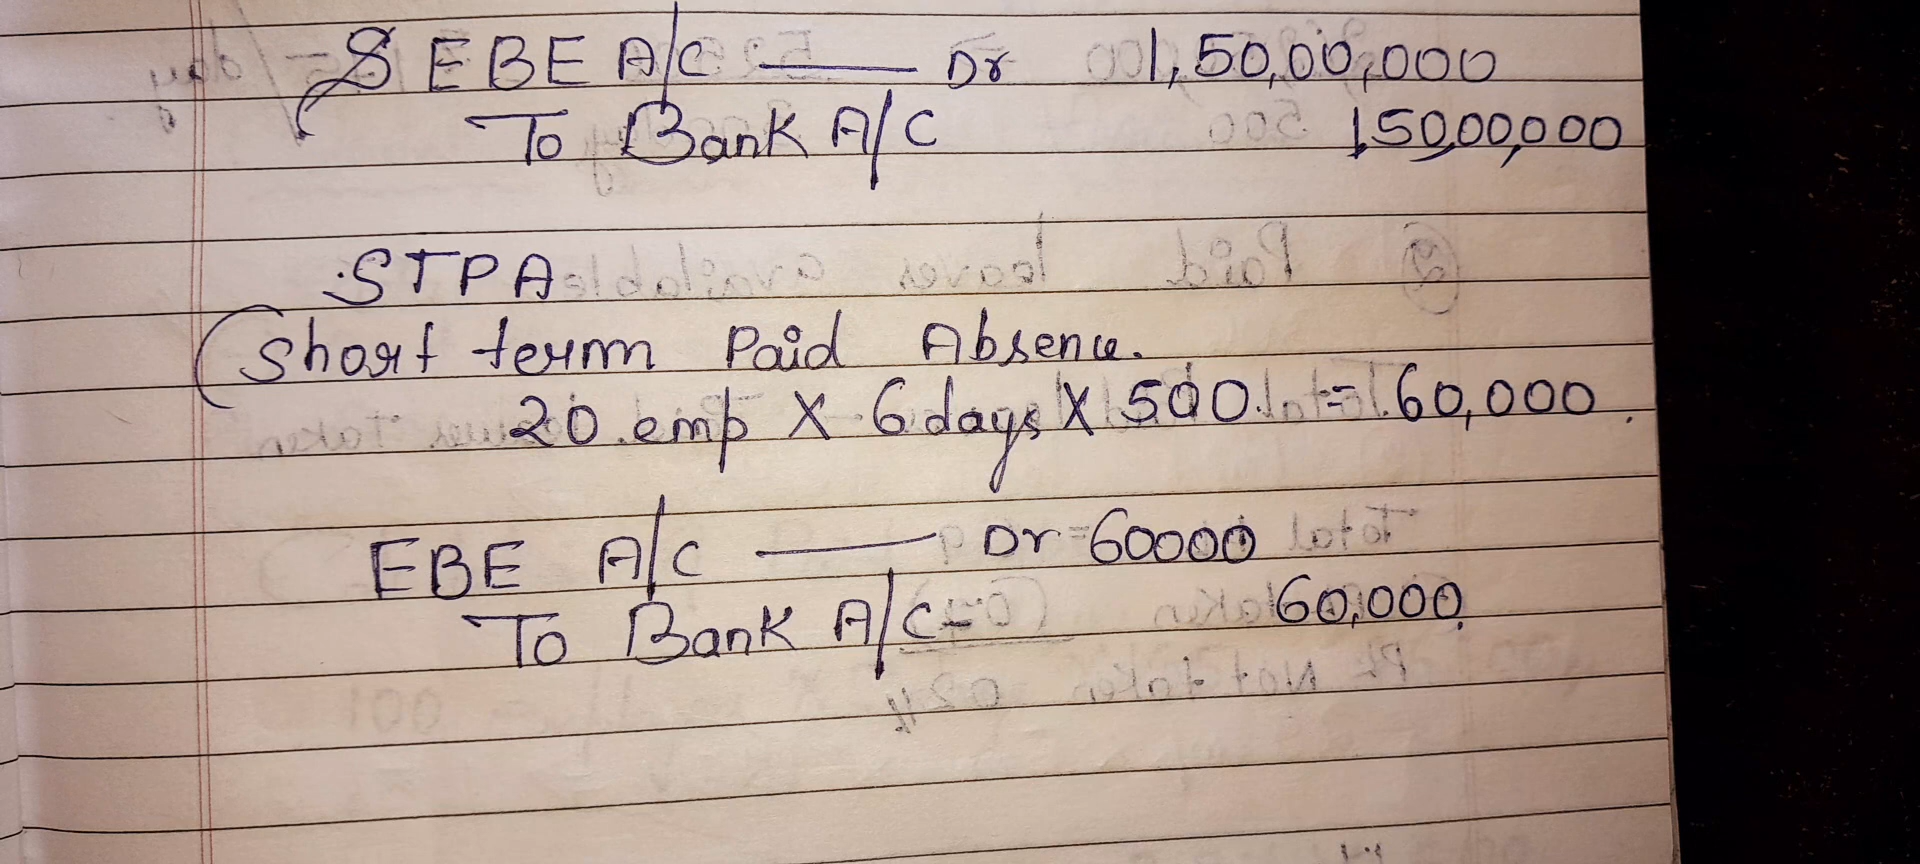 S EBE A/C —— Dr 1,50,00,000
To Bank A/C 1,50,00,000
STPA
(Short term Paid Absence.
20 emp X 6 days X 500 = 60,000.
EBE A/C —— Dr 60000
To Bank A/C 60,000